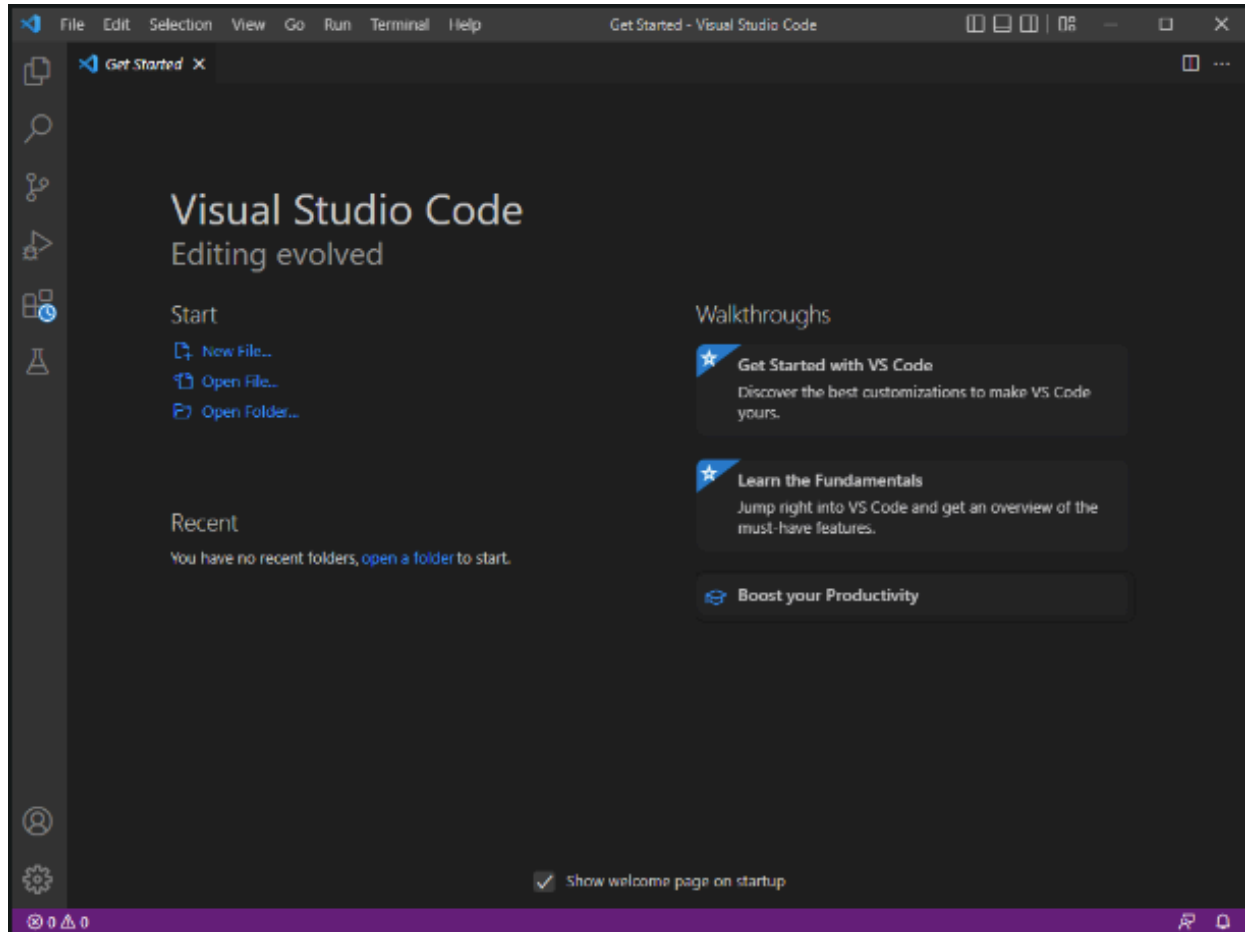 File Edit Selection View Go Run Terminal Help Get Started - Visual Studio Code
Get Started
Visual Studio Code
Editing evolved
Start
New File...
Open File...
Open Folder...
Recent
You have no recent folders, open a folder to start.
Walkthroughs
Get Started with VS Code
Discover the best customizations to make VS Code
yours.
Learn the Fundamentals
Jump right into VS Code and get an overview of the
must-have features.
Boost your Productivity
Show welcome page on startup
0 0